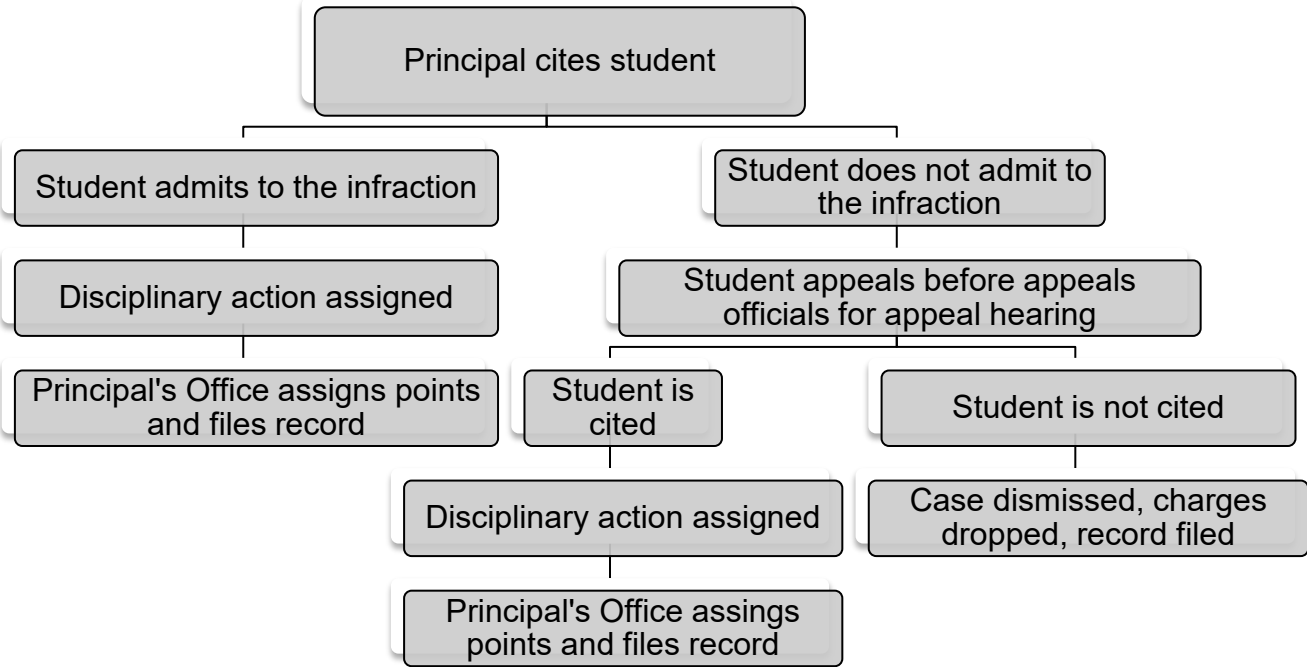 Principal cites student
Student admits to the infraction
Student does not admit to
the infraction
Disciplinary action assigned
Student appeals before appeals
officials for appeal hearing
Principal's Office assigns points
and files record
Student is
cited
Student is not cited
Disciplinary action assigned
Case dismissed, charges
dropped, record filed
Principal's Office assings
points and files record